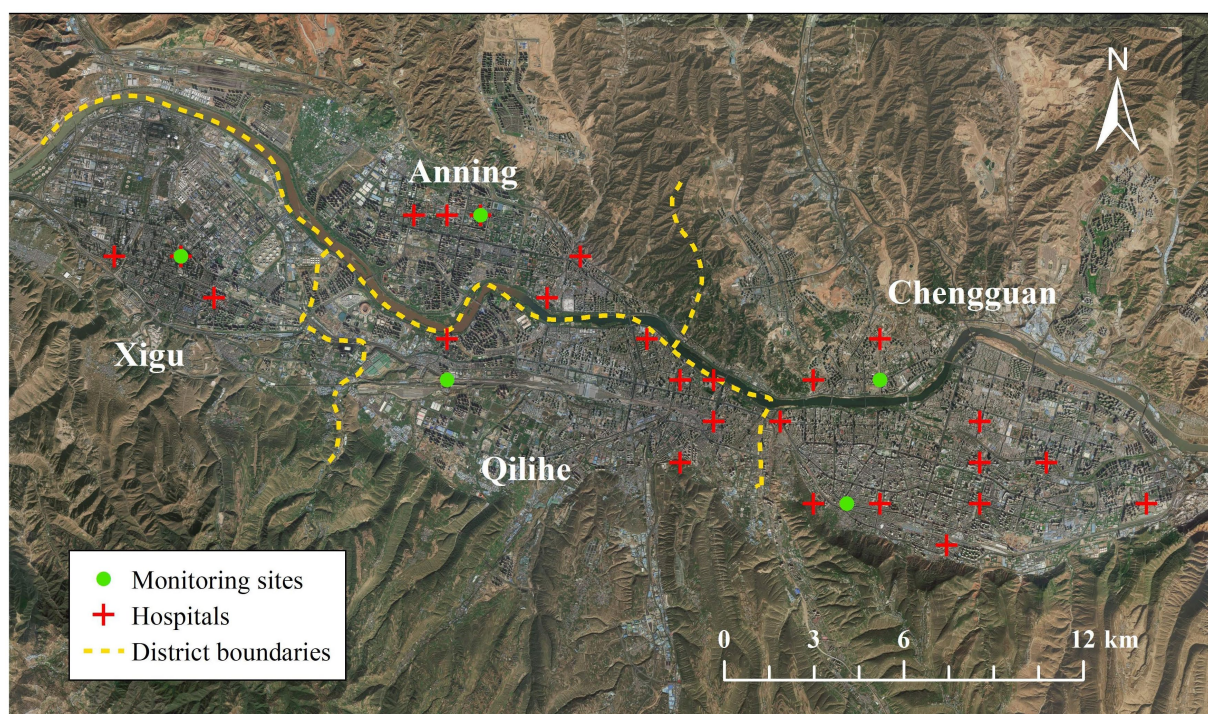 N
Anning
Chengguan
Xigu
Qilihe
Monitoring sites
Hospitals
District boundaries
0 3 6 12 km